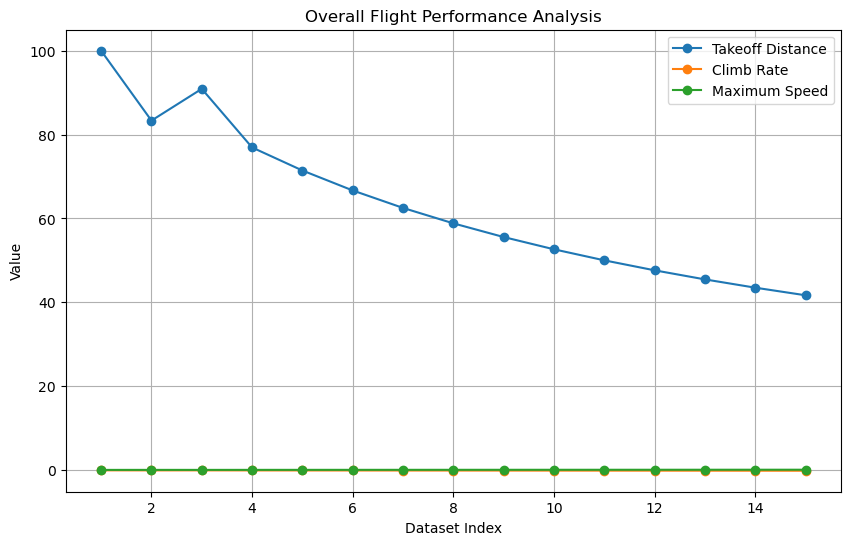 Overall Flight Performance Analysis
Takeoff Distance
Climb Rate
Maximum Speed
Value
100
80
60
40
20
0
2 4 6 8 10 12 14
Dataset Index